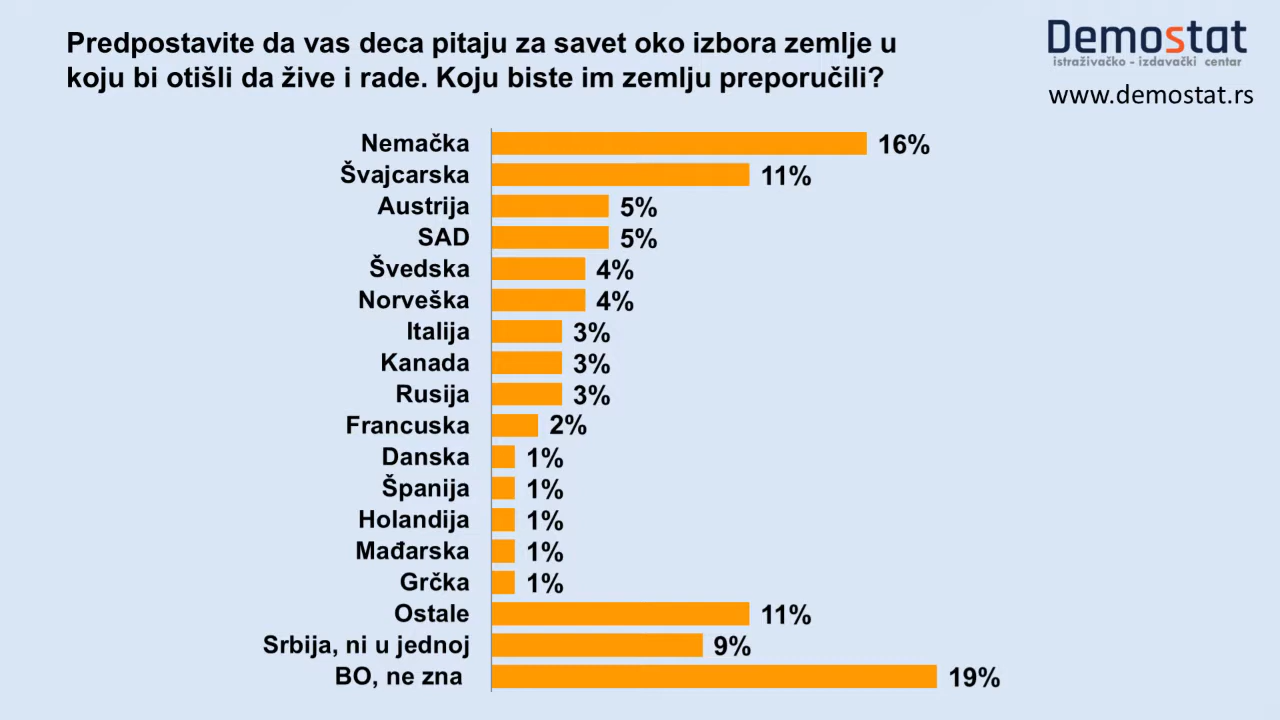 Predpostavite da vas deca pitaju za savet oko izbora zemlje u
koju bi otišli da žive i rade. Koju biste im zemlju preporučili?
Demostat
istraživačko - izdavački centar
www.demostat.rs
Nemačka 16%
Švajcarska 11%
Austrija 5%
SAD 5%
Švedska 4%
Norveška 4%
Italija 3%
Kanada 3%
Rusija 3%
Francuska 2%
Danska 1%
Španija 1%
Holandija 1%
Mađarska 1%
Grčka 1%
Ostale 11%
Srbija, ni u jednoj 9%
BO, ne zna 19%